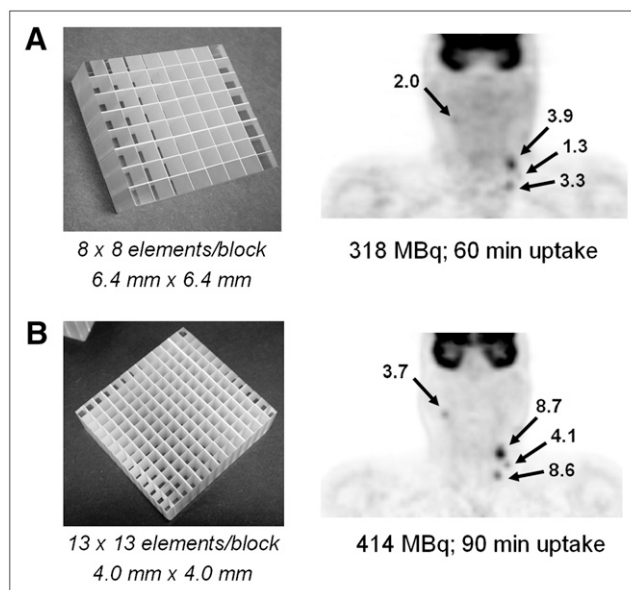 A
2.0
3.9
1.3
3.3
8 x 8 elements/block
6.4 mm x 6.4 mm
318 MBq; 60 min uptake
B
3.7
8.7
4.1
8.6
13 x 13 elements/block
4.0 mm x 4.0 mm
414 MBq; 90 min uptake